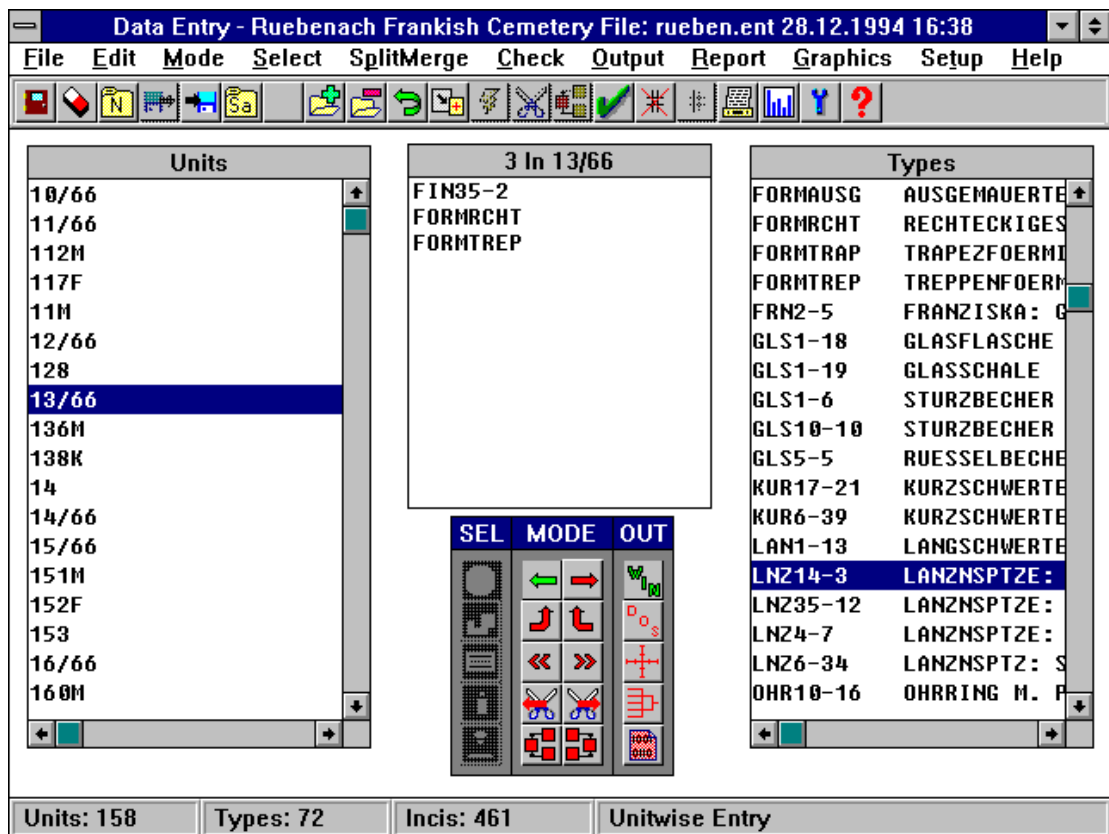 Data Entry - Ruebenach Frankish Cemetery File: rueben.ent 28.12.1994 16:38
File Edit Mode Select SplitMerge Check Output Report Graphics Setup Help
N Sa
Units
10/66
11/66
112M
117F
11M
12/66
128
13/66
136M
138K
14
14/66
15/66
151M
152F
153
16/66
160M
3 In 13/66
FIN35-2
FORMRCHT
FORMTREP
SEL MODE OUT
WIN
DOS
Types
FORMAUSG AUSGEMAUERTE
FORMRCHT RECHTECKIGES
FORMTRAP TRAPEZFOERMI
FORMTREP TREPPENFOERM
FRN2-5 FRANZISKA: G
GLS1-18 GLASFLASCHE
GLS1-19 GLASSCHALE
GLS1-6 STURZBECHER
GLS10-10 STURZBECHER
GLS5-5 RUESSELBECHE
KUR17-21 KURZSCHWERTE
KUR6-39 KURZSCHWERTE
LAN1-13 LANGSCHWERTE
LNZ14-3 LANZNSPTZE:
LNZ35-12 LANZNSPTZE:
LNZ4-7 LANZNSPTZE:
LNZ6-34 LANZNSPTZ: S
OHR10-16 OHRRING M. P
Units: 158 Types: 72 Incis: 461 Unitwise Entry